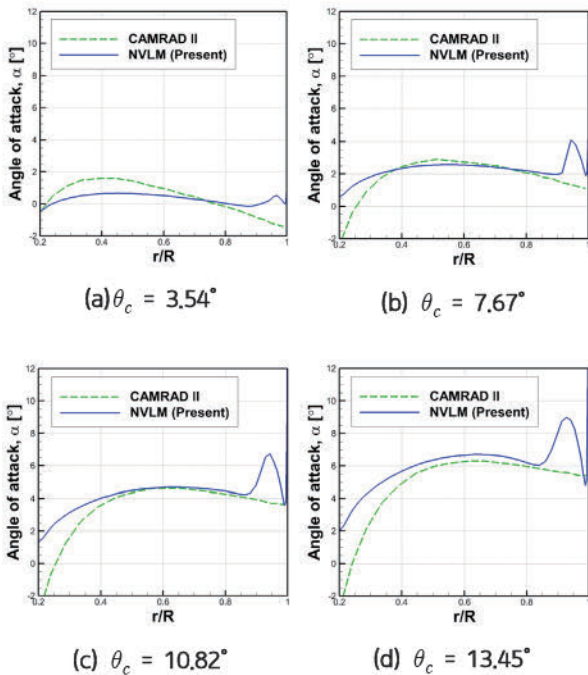 12
10
8
6
4
2
0
-2
0.2 0.4 0.6 0.8 1
Angle of attack, α [°]
r/R
CAMRAD II
NVLM (Present)
(a) θc = 3.54°
12
10
8
6
4
2
0
-2
0.2 0.4 0.6 0.8 1
Angle of attack, α [°]
r/R
CAMRAD II
NVLM (Present)
(b) θc = 7.67°
12
10
8
6
4
2
0
-2
0.2 0.4 0.6 0.8 1
Angle of attack, α [°]
r/R
CAMRAD II
NVLM (Present)
(c) θc = 10.82°
12
10
8
6
4
2
0
-2
0.2 0.4 0.6 0.8 1
Angle of attack, α [°]
r/R
CAMRAD II
NVLM (Present)
(d) θc = 13.45°